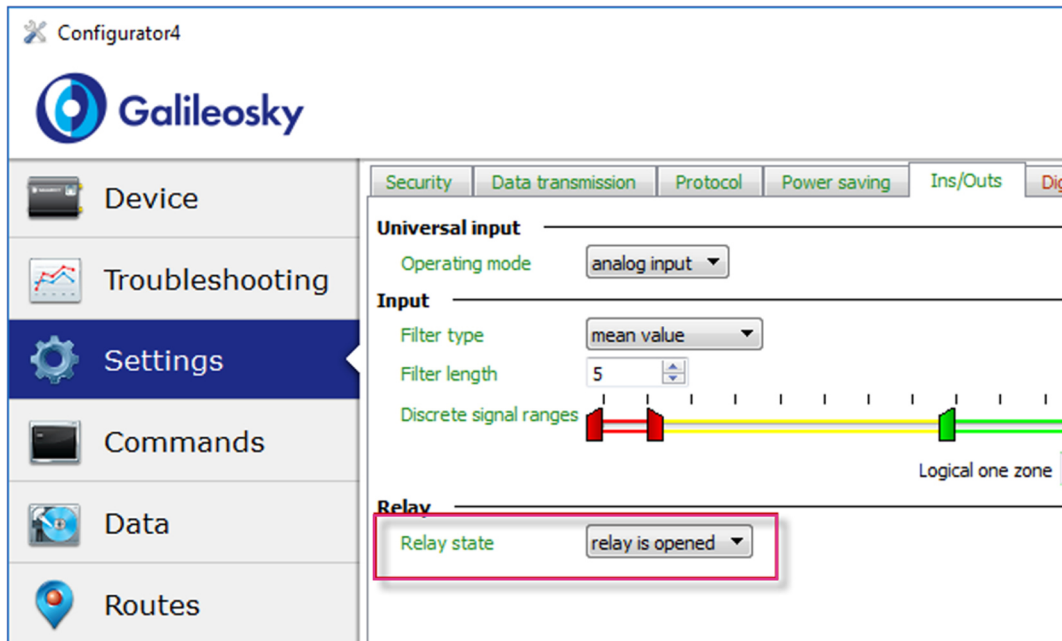 Configurator4
Galileosky
Device
Troubleshooting
Settings
Commands
Data
Routes
Security Data transmission Protocol Power saving Ins/Outs
Universal input
Operating mode analog input
Input
Filter type mean value
Filter length 5
Discrete signal ranges
Logical one zone
Relay
Relay state relay is opened